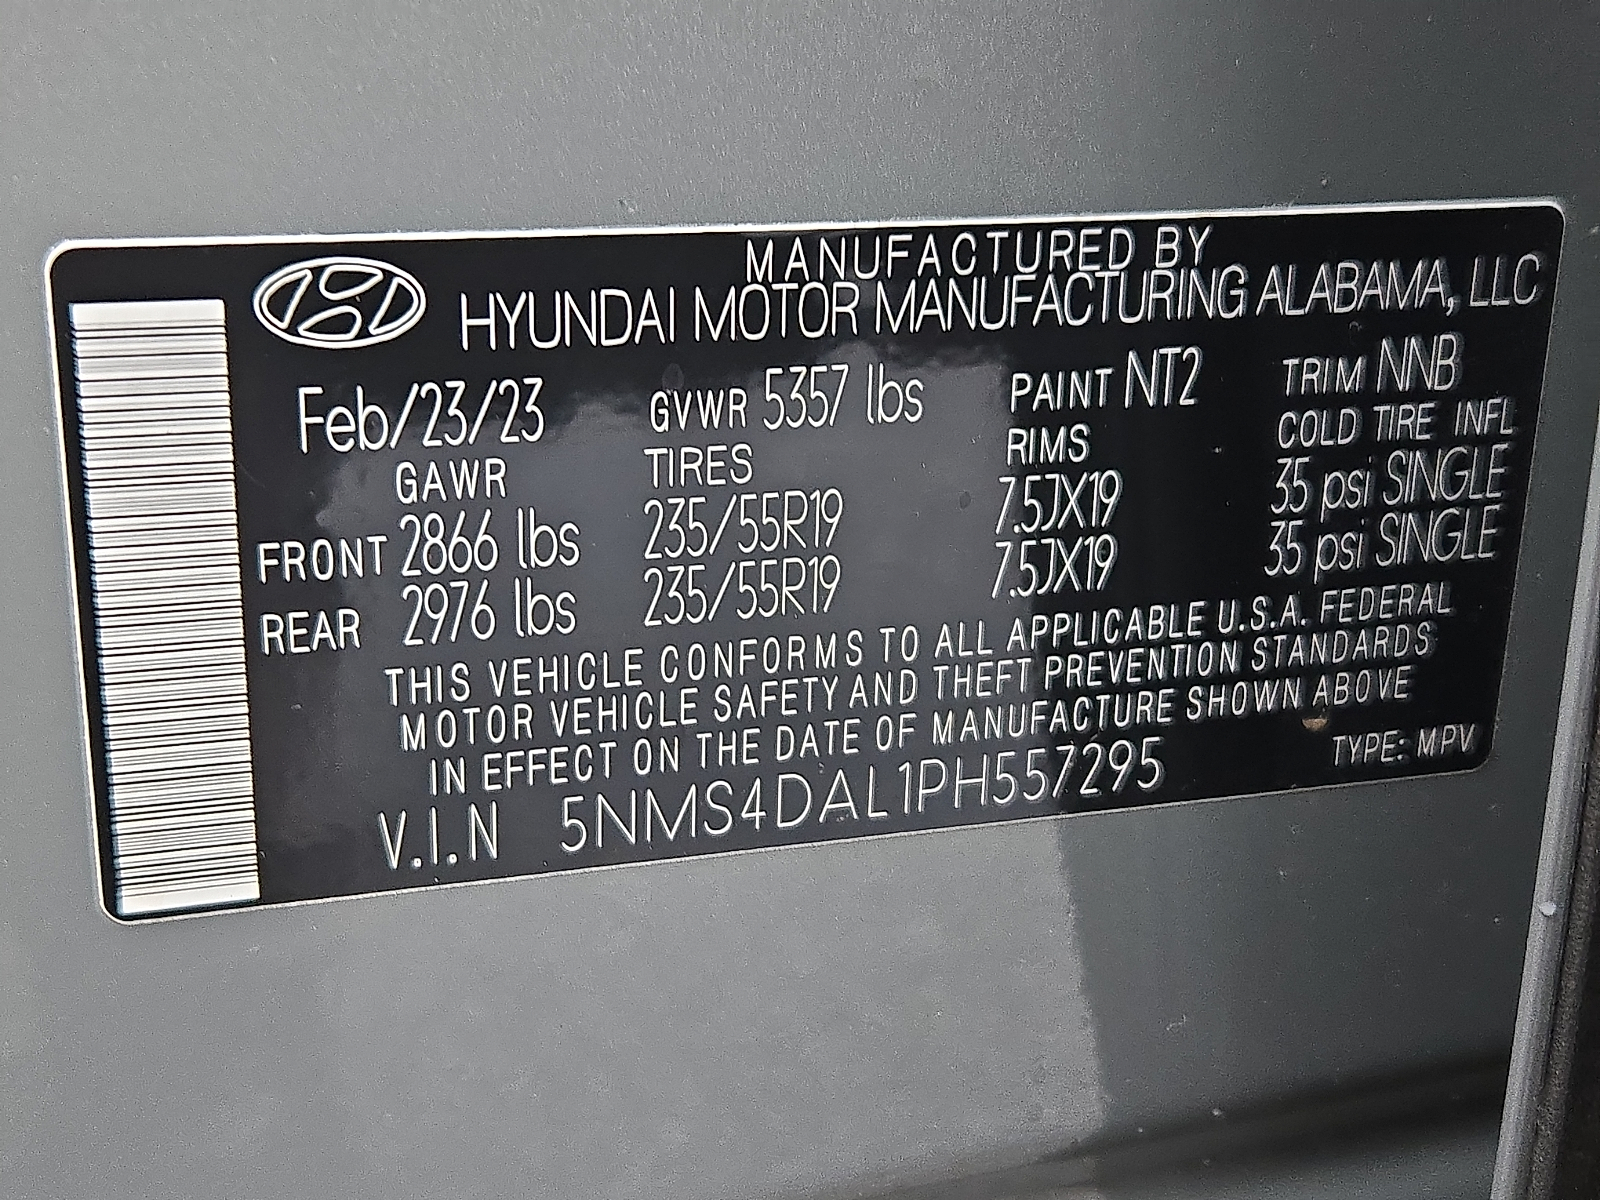 MANUFACTURED BY
HYUNDAI MOTOR MANUFACTURING ALABAMA, LLC
Feb/23/23 GVWR 5357 lbs PAINT NT2 TRIM NNB
GAWR TIRES RIMS COLD TIRE INFL
FRONT 2866 lbs 235/55R19 7.5JX19 35 psi SINGLE
REAR 2976 lbs 235/55R19 7.5JX19 35 psi SINGLE
THIS VEHICLE CONFORMS TO ALL APPLICABLE U.S.A. FEDERAL
MOTOR VEHICLE SAFETY AND THEFT PREVENTION STANDARDS
IN EFFECT ON THE DATE OF MANUFACTURE SHOWN ABOVE
V.I.N 5NMS4DAL1PH557295 TYPE: MPV